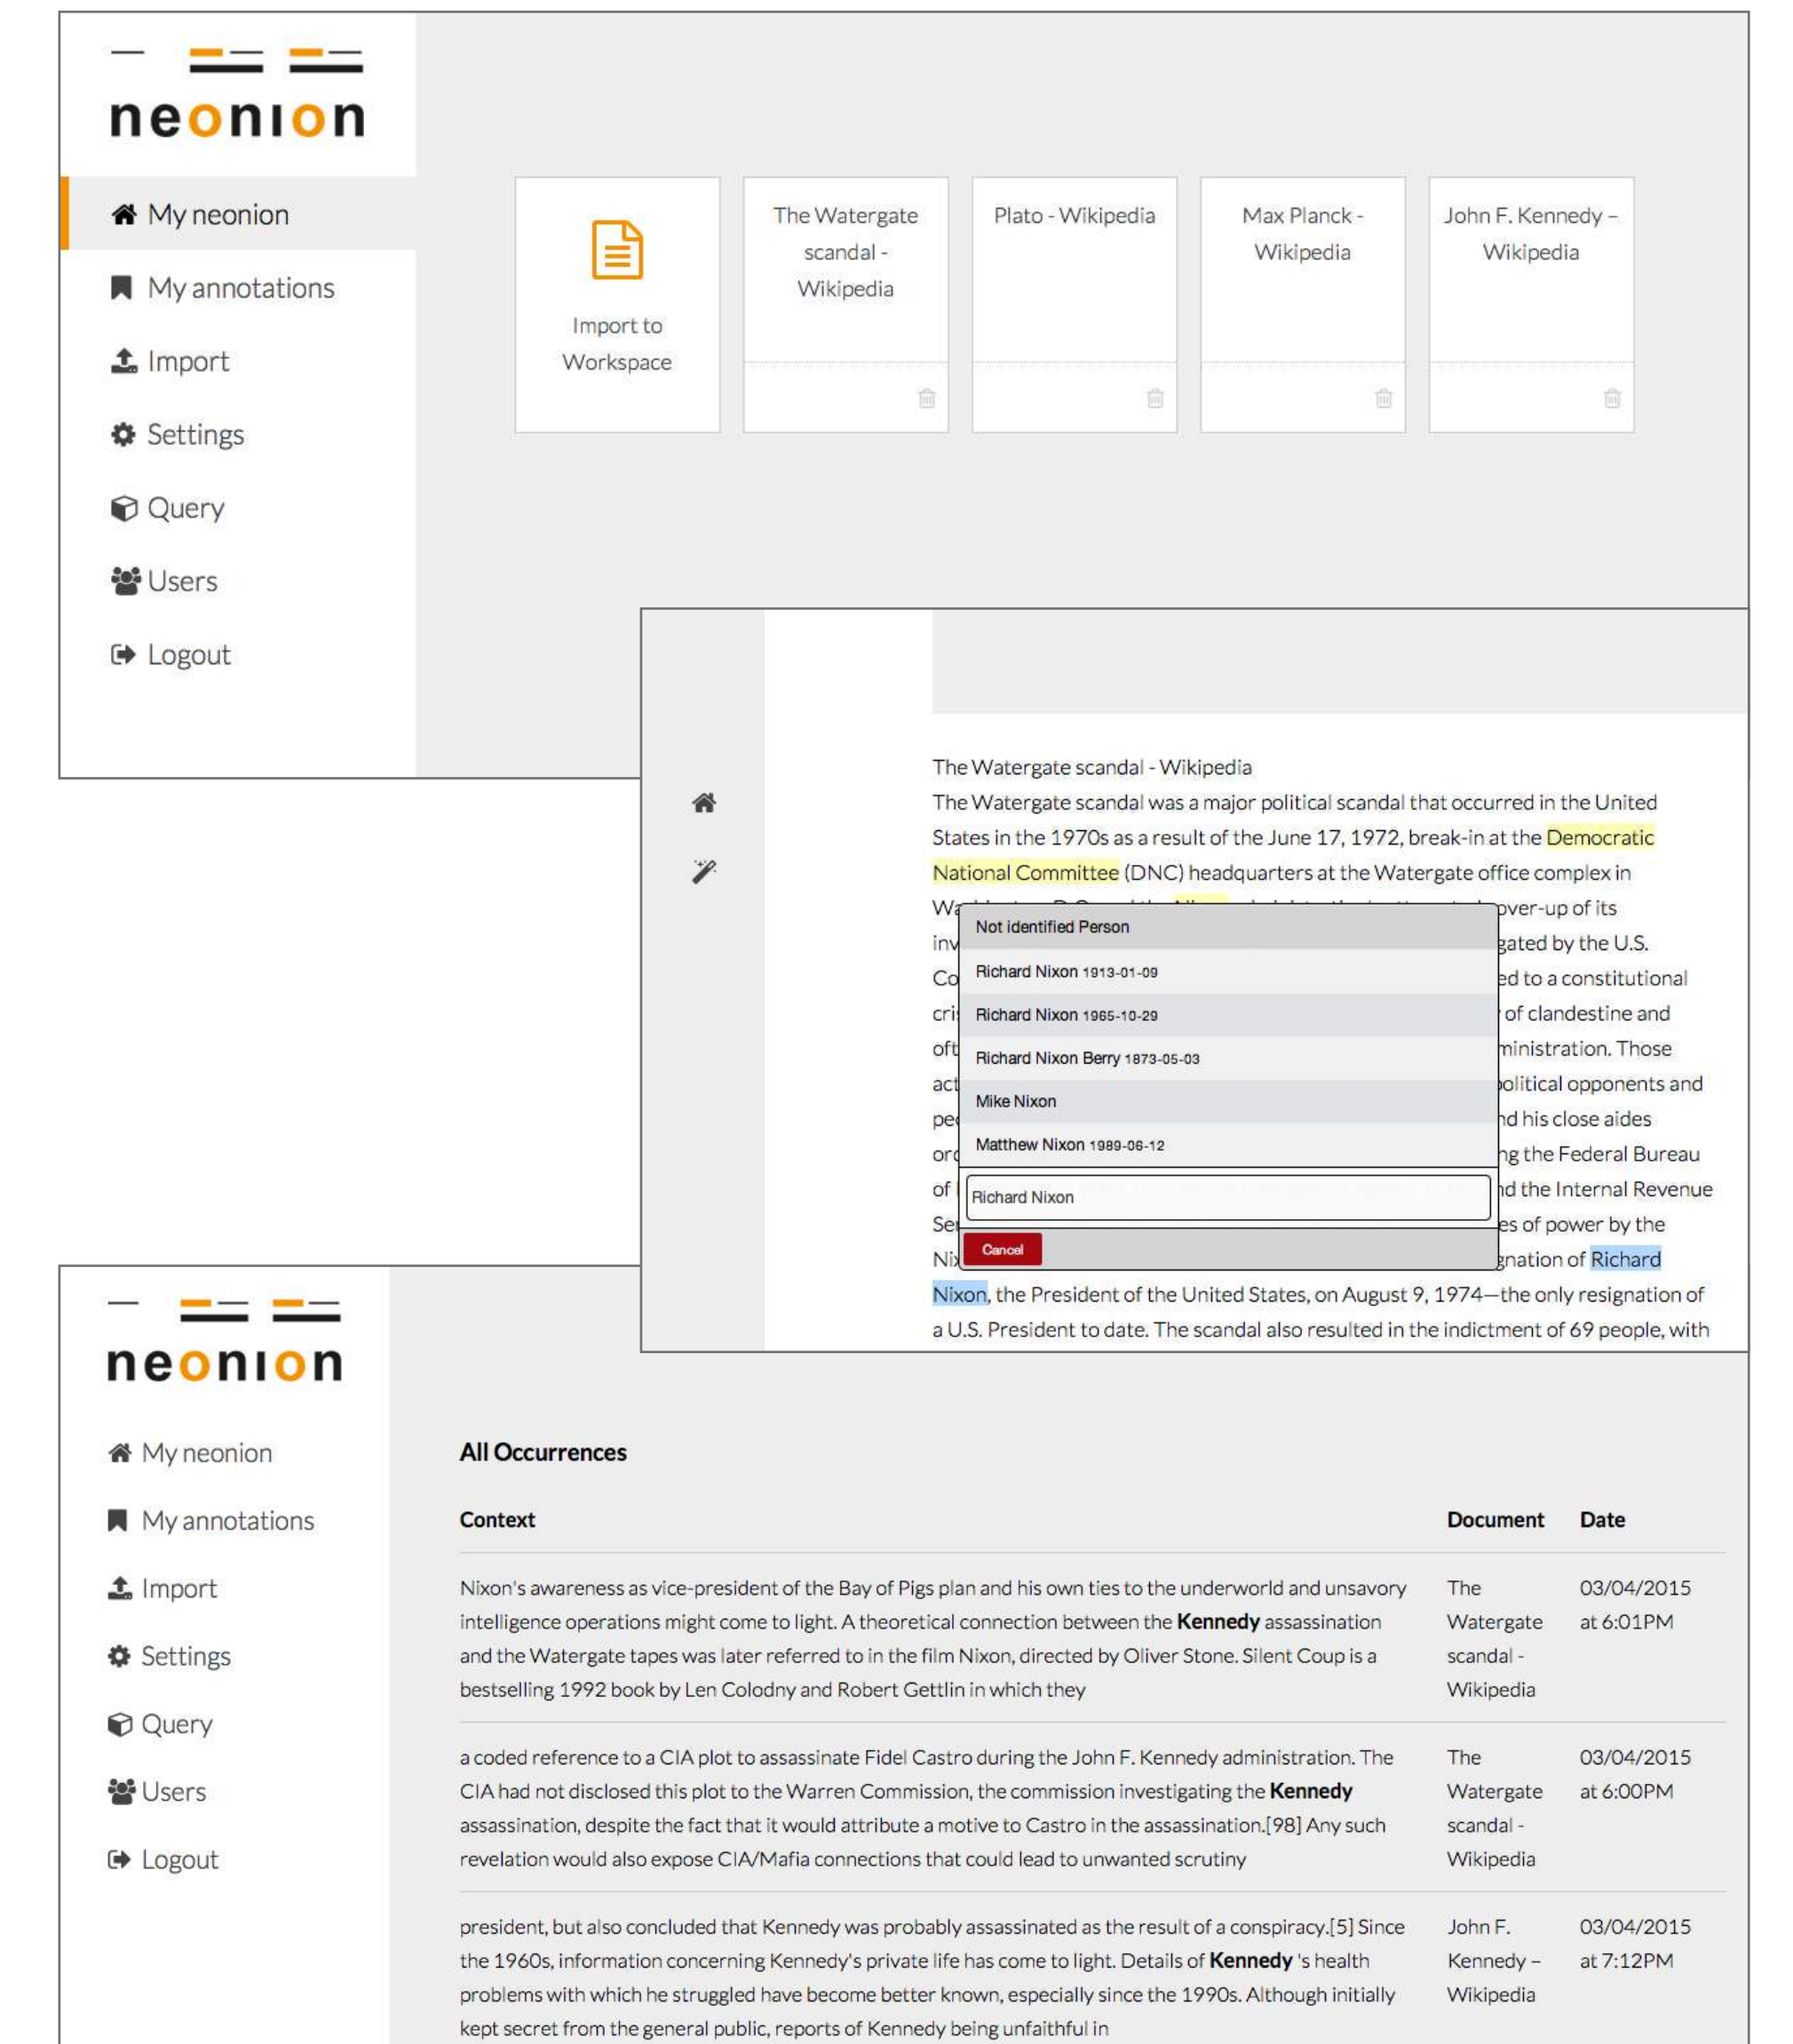 neonion
My neonion
My annotations
Import
Settings
Query
Users
Logout
Import to
Workspace
The Watergate
scandal -
Wikipedia
Plato - Wikipedia
Max Planck -
Wikipedia
John F. Kennedy –
Wikipedia
The Watergate scandal - Wikipedia
The Watergate scandal was a major political scandal that occurred in the United
States in the 1970s as a result of the June 17, 1972, break-in at the Democratic
National Committee (DNC) headquarters at the Watergate office complex in
over-up of its
gated by the U.S.
ed to a constitutional
of clandestine and
ministration. Those
political opponents and
nd his close aides
ng the Federal Bureau
of nd the Internal Revenue
es of power by the
gnation of Richard
Nixon, the President of the United States, on August 9, 1974—the only resignation of
a U.S. President to date. The scandal also resulted in the indictment of 69 people, with
Not identified Person
Richard Nixon 1913-01-09
Richard Nixon 1965-10-29
Richard Nixon Berry 1873-05-03
Mike Nixon
Matthew Nixon 1989-06-12
Richard Nixon
Cancel
neonion
My neonion
My annotations
Import
Settings
Query
Users
Logout
All Occurrences
Context Document Date
Nixon's awareness as vice-president of the Bay of Pigs plan and his own ties to the underworld and unsavory
intelligence operations might come to light. A theoretical connection between the Kennedy assassination
and the Watergate tapes was later referred to in the film Nixon, directed by Oliver Stone. Silent Coup is a
bestselling 1992 book by Len Colodny and Robert Gettlin in which they
The
Watergate
scandal -
Wikipedia
03/04/2015
at 6:01PM
a coded reference to a CIA plot to assassinate Fidel Castro during the John F. Kennedy administration. The
CIA had not disclosed this plot to the Warren Commission, the commission investigating the Kennedy
assassination, despite the fact that it would attribute a motive to Castro in the assassination.[98] Any such
revelation would also expose CIA/Mafia connections that could lead to unwanted scrutiny
The
Watergate
scandal -
Wikipedia
03/04/2015
at 6:00PM
president, but also concluded that Kennedy was probably assassinated as the result of a conspiracy.[5] Since
the 1960s, information concerning Kennedy's private life has come to light. Details of Kennedy 's health
problems with which he struggled have become better known, especially since the 1990s. Although initially
kept secret from the general public, reports of Kennedy being unfaithful in
John F.
Kennedy –
Wikipedia
03/04/2015
at 7:12PM